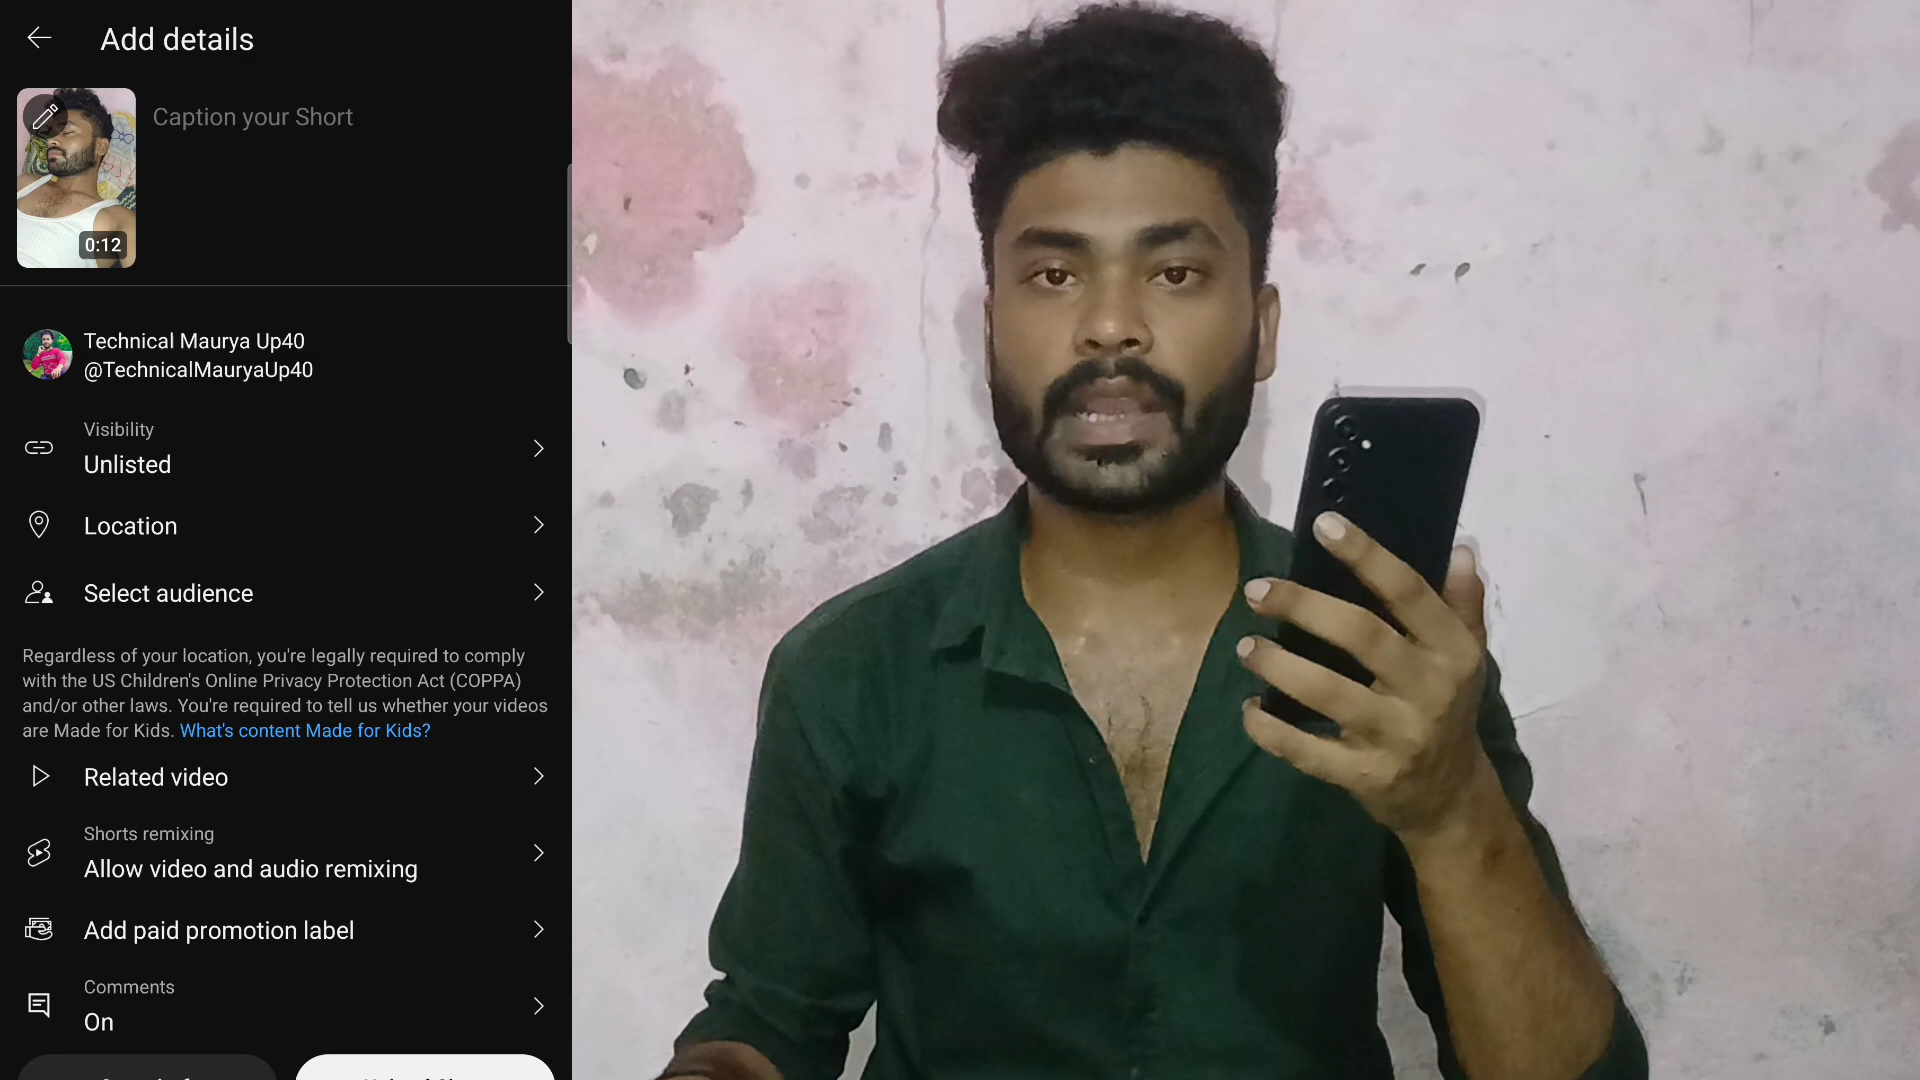 Add details
Caption your Short
0:12
Technical Maurya Up40
@TechnicalMauryaUp40
Visibility
Unlisted
Location
Select audience
Regardless of your location, you're legally required to comply
with the US Children's Online Privacy Protection Act (COPPA)
and/or other laws. You're required to tell us whether your videos
are Made for Kids. What's content Made for Kids?
Related video
Shorts remixing
Allow video and audio remixing
Add paid promotion label
Comments
On